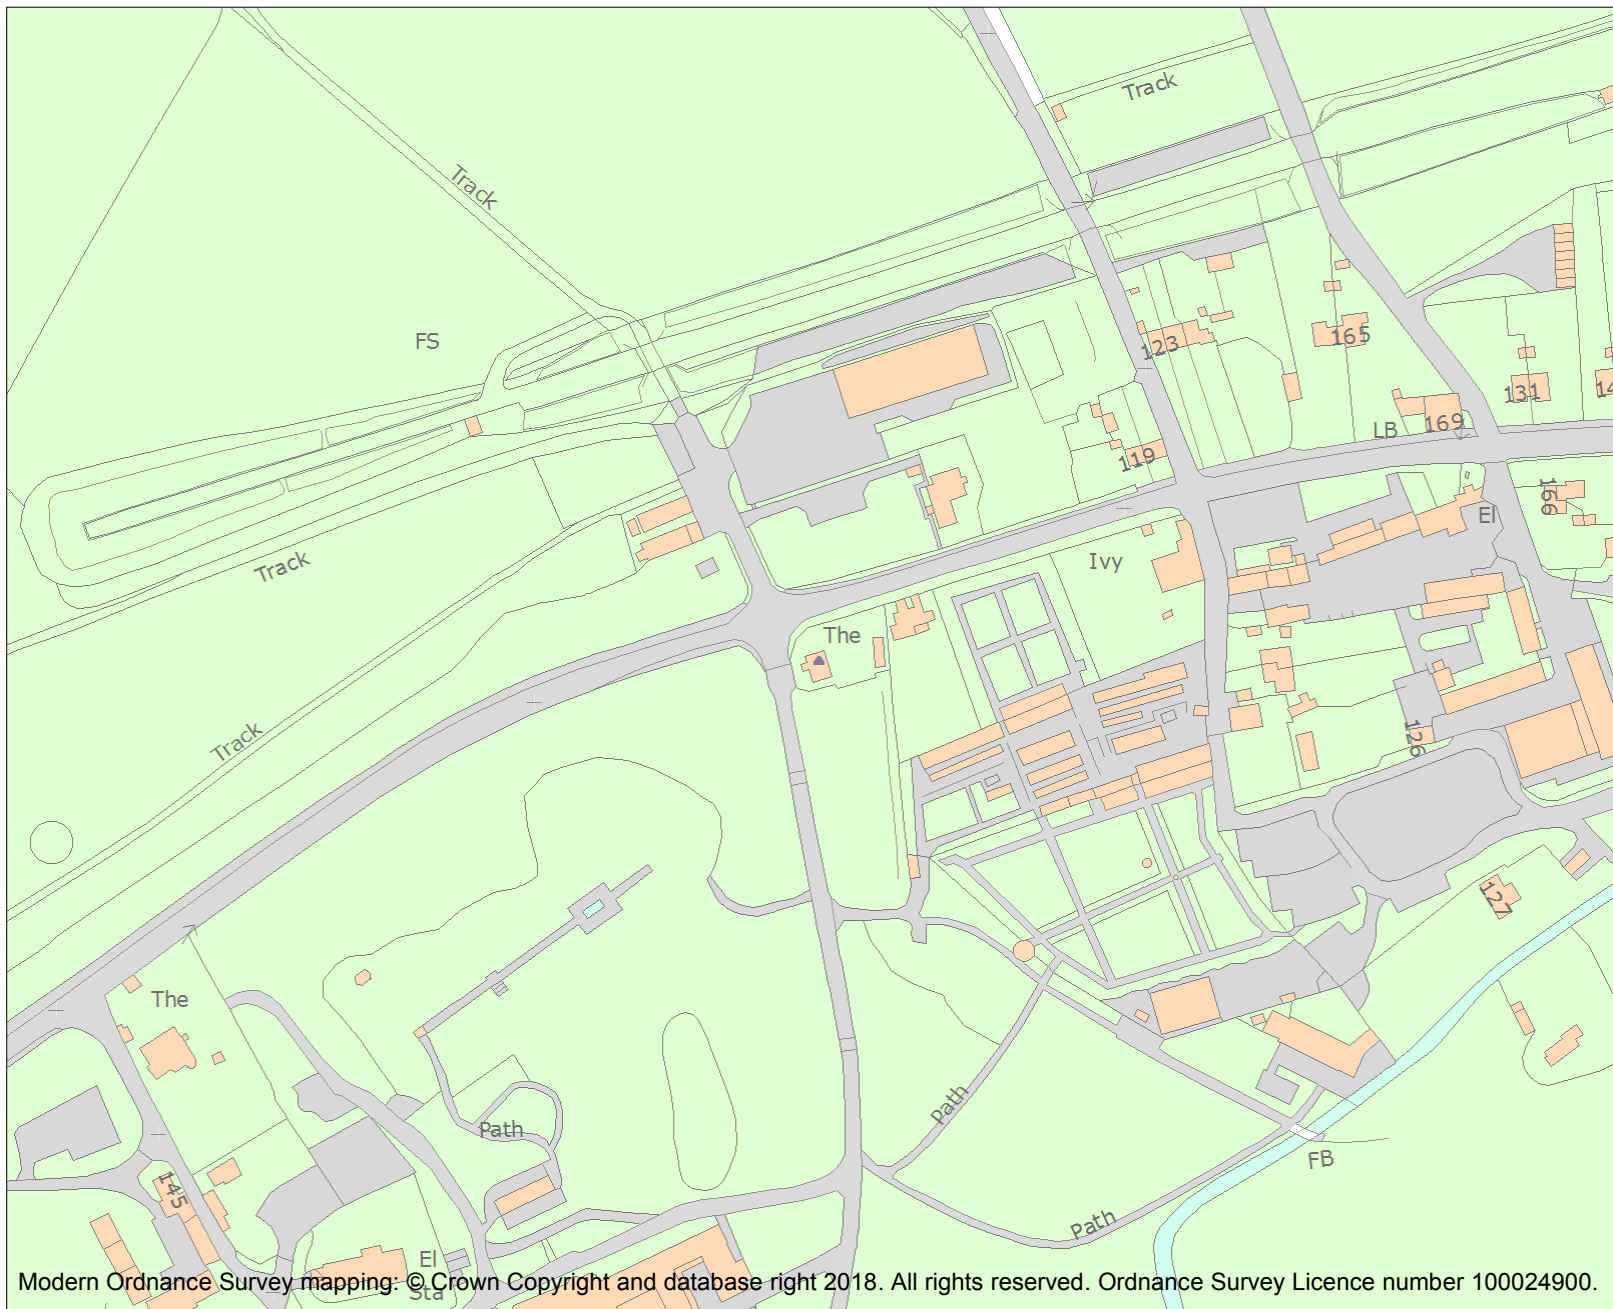 Track
Track
FS
123
165
131
14
LB
169
119
166
El
Ivy
Track
The
Track
126
127
The
Path
Path
FB
145
Path
El
Sta
Modern Ordnance Survey mapping: © Crown Copyright and database right 2018. All rights reserved. Ordnance Survey Licence number 100024900.